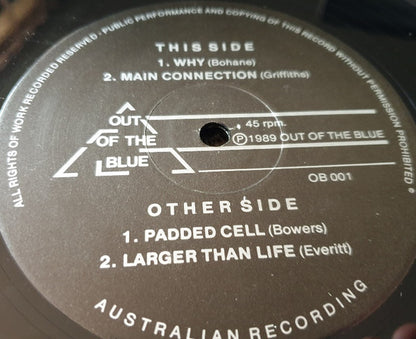 ALL RIGHTS OF WORK RECORDED RESERVED - PUBLIC PERFORMANCE AND COPYING OF THIS RECORD WITHOUT PERMISSION PROHIBITED
THIS SIDE
1. WHY (Bohane)
2. MAIN CONNECTION (Griffiths)
OUT
OF THE
BLUE
45 rpm.
Ⓟ1989 OUT OF THE BLUE
OB 001
OTHER SIDE
1. PADDED CELL (Bowers)
2. LARGER THAN LIFE (Everitt)
AUSTRALIAN RECORDING